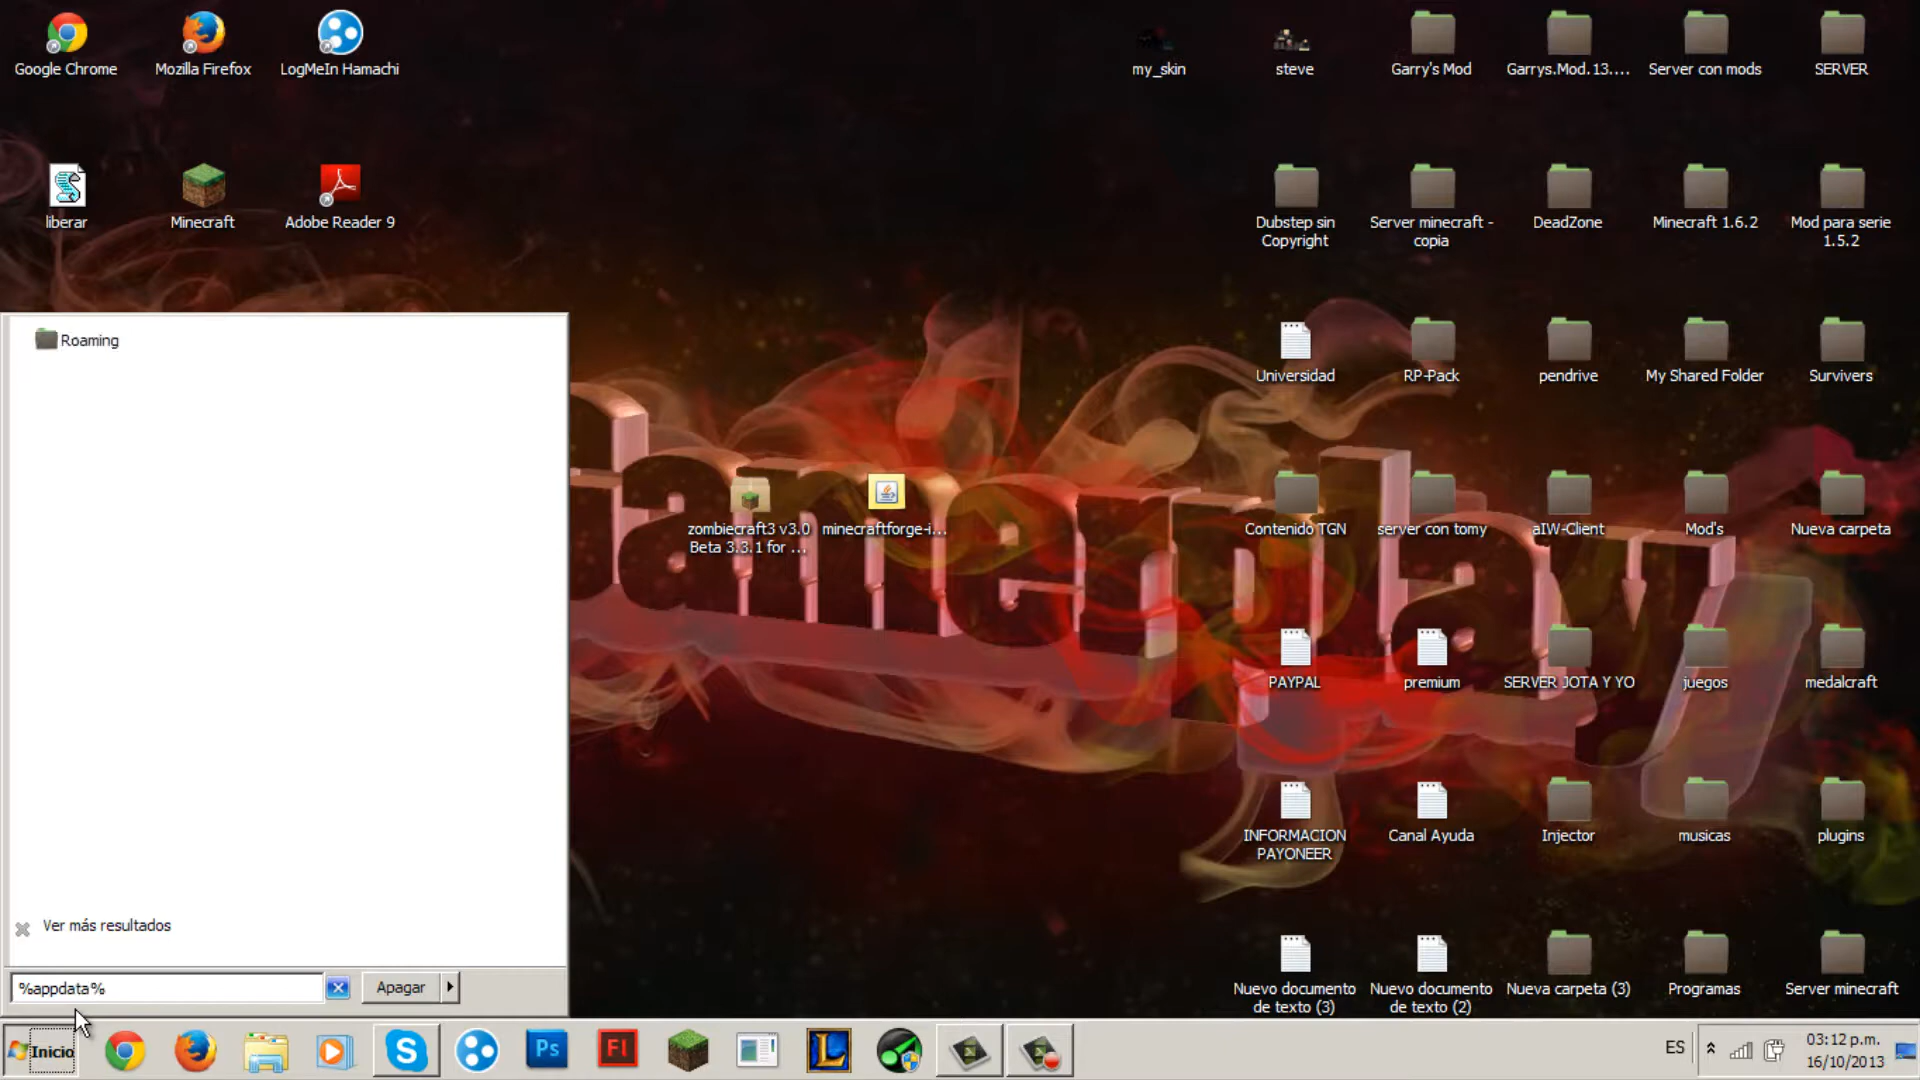 Google Chrome
Mozilla Firefox
LogMeIn Hamachi
my_skin
steve
Garry's Mod
Garrys.Mod.13....
Server con mods
SERVER
liberar
Minecraft
Adobe Reader 9
Dubstep sin
Copyright
Server minecraft -
copia
DeadZone
Minecraft 1.6.2
Mod para serie
1.5.2
Roaming
Universidad
RP-Pack
pendrive
My Shared Folder
Survivers
zombiecraft3 v3.0
Beta 3.3.1 for ...
minecraftforge-i...
Contenido TGN
server con tomy
aIW-Client
Mod's
Nueva carpeta
ameplay
PAYPAL
premium
SERVER JOTA Y YO
juegos
medalcraft
INFORMACION
PAYONEER
Canal Ayuda
Injector
musicas
plugins
Ver más resultados
%appdata%
Apagar
Nuevo documento
de texto (3)
Nuevo documento
de texto (2)
Nueva carpeta (3)
Programas
Server minecraft
Inicio
Ps
Fl
L
ES
03:12 p.m.
16/10/2013